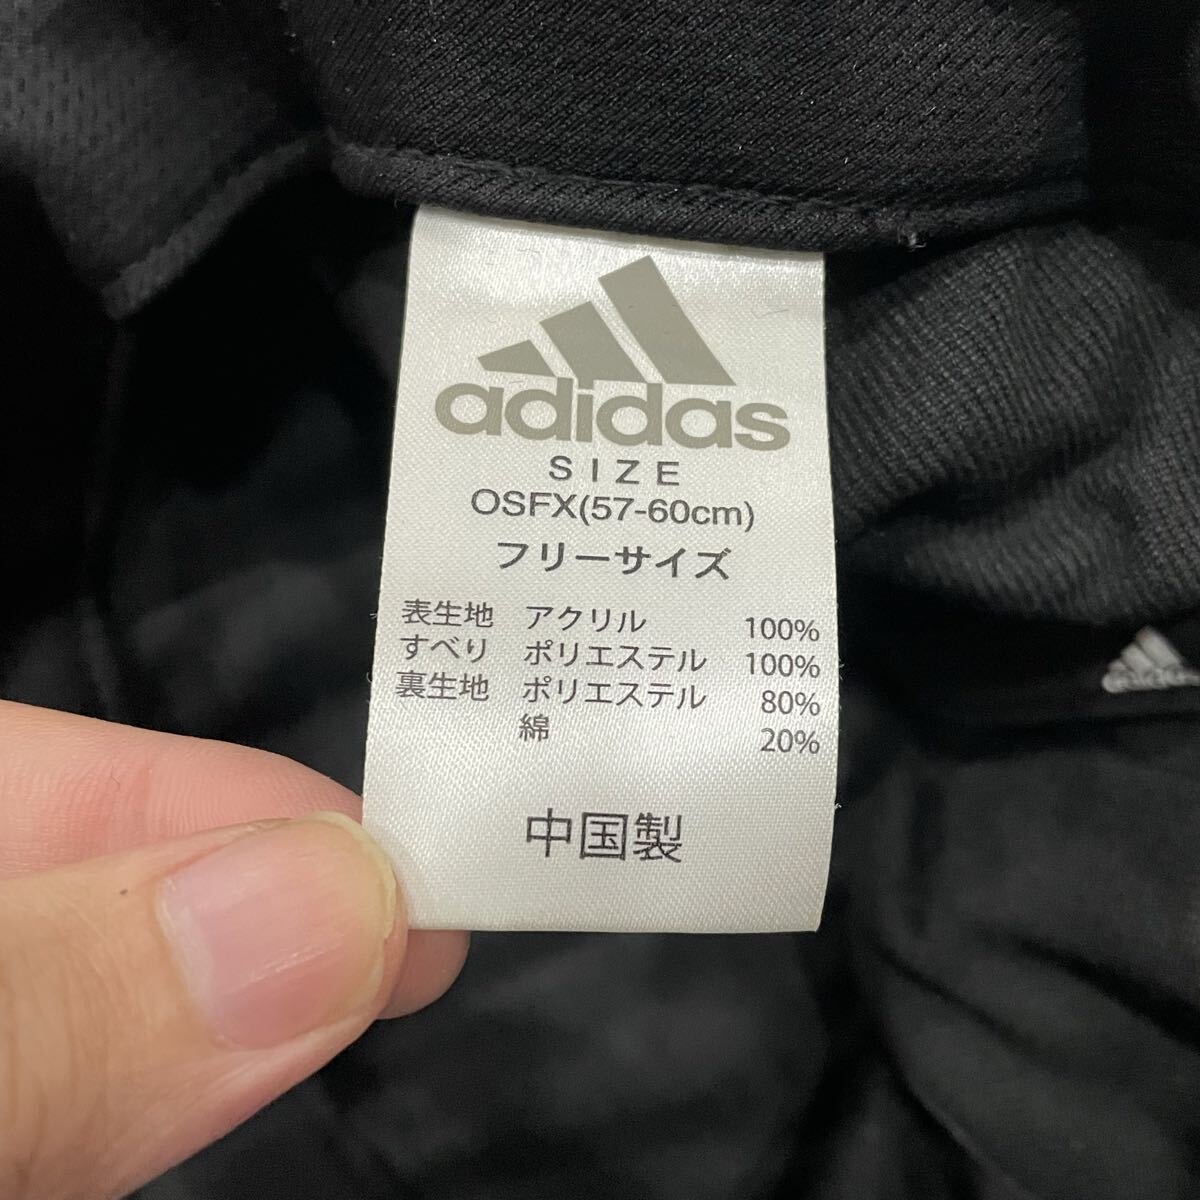 adidas
SIZE
OSFX(57-60cm)
フリーサイズ
表生地 アクリル 100%
すべり ポリエステル 100%
裏生地 ポリエステル 80%
綿 20%
中国製
adidas